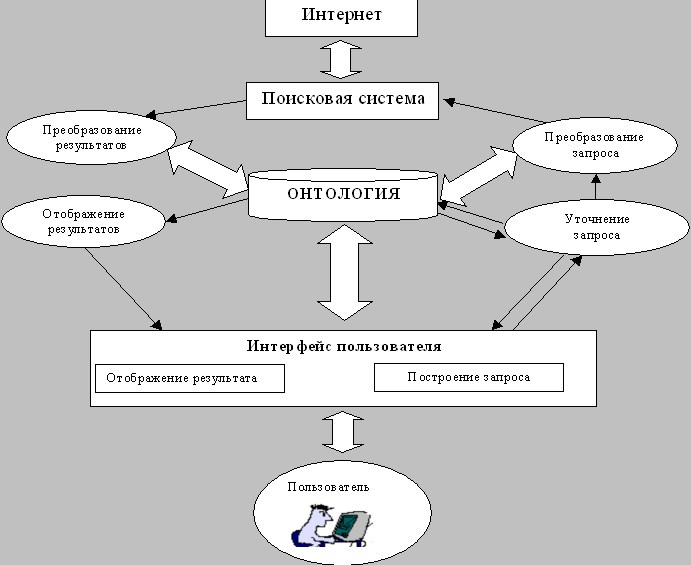 Интернет
Поисковая система
Преобразование
результатов
Преобразование
запроса
ОНТОЛОГИЯ
Отображение
результатов
Уточнение
запроса
Интерфейс пользователя
Отображение результата
Построение запроса
Пользователь